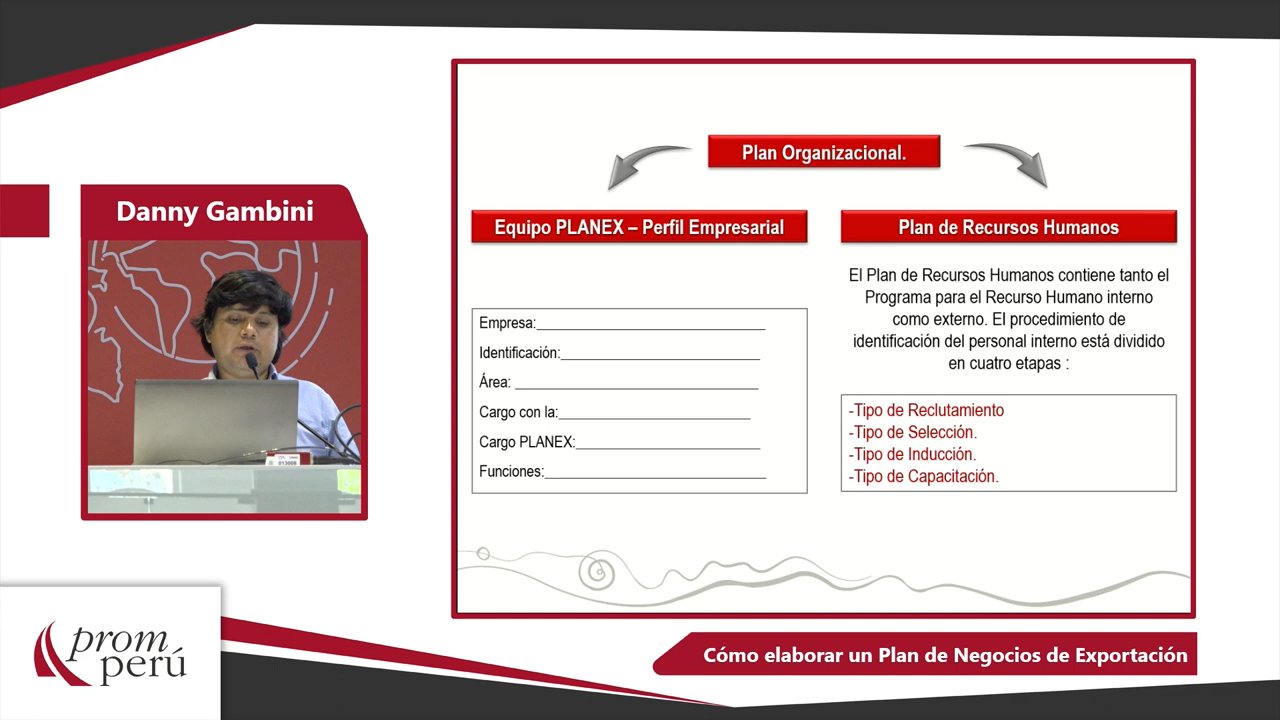 Danny Gambini
Plan Organizacional.
Equipo PLANEX – Perfil Empresarial
Empresa:
Identificación:
Área:
Cargo con la:
Cargo PLANEX:
Funciones:
Plan de Recursos Humanos
El Plan de Recursos Humanos contiene tanto el
Programa para el Recurso Humano interno
como externo. El procedimiento de
identificación del personal interno está dividido
en cuatro etapas :
-Tipo de Reclutamiento
-Tipo de Selección.
-Tipo de Inducción.
-Tipo de Capacitación.
prom
perú
Cómo elaborar un Plan de Negocios de Exportación